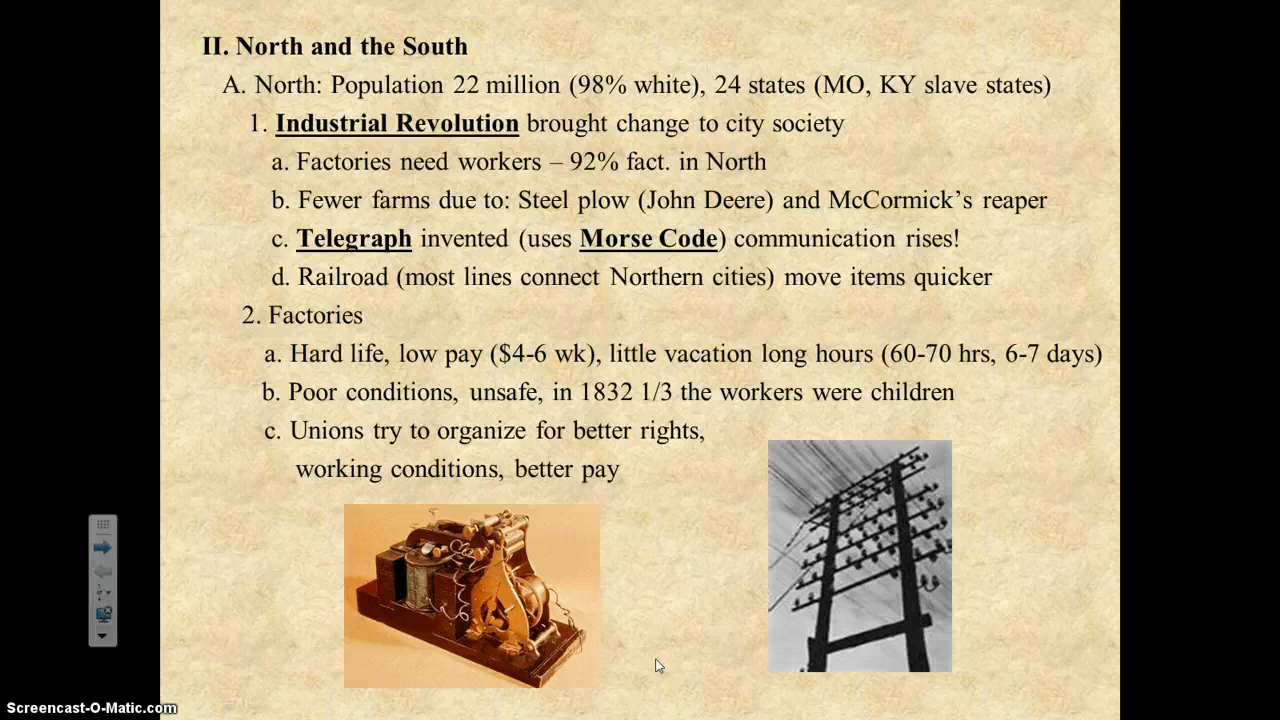 II. North and the South
A. North: Population 22 million (98% white), 24 states (MO, KY slave states)
1. Industrial Revolution brought change to city society
a. Factories need workers – 92% fact. in North
b. Fewer farms due to: Steel plow (John Deere) and McCormick's reaper
c. Telegraph invented (uses Morse Code) communication rises!
d. Railroad (most lines connect Northern cities) move items quicker
2. Factories
a. Hard life, low pay ($4-6 wk), little vacation long hours (60-70 hrs, 6-7 days)
b. Poor conditions, unsafe, in 1832 1/3 the workers were children
c. Unions try to organize for better rights,
working conditions, better pay
Screencast-O-Matic.com